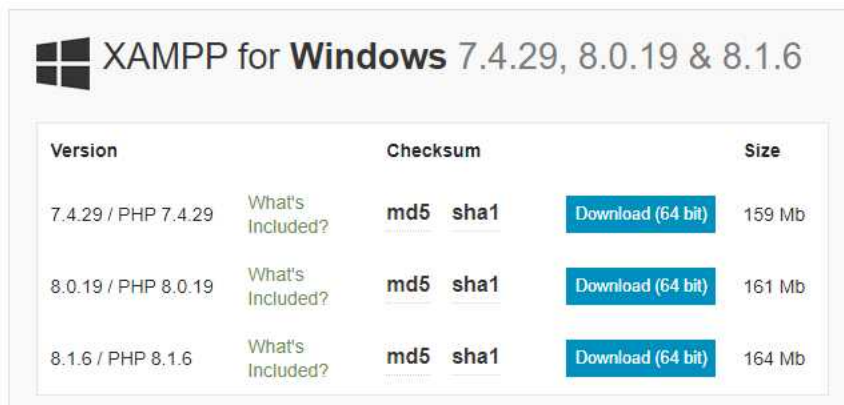 XAMPP for Windows 7.4.29, 8.0.19 & 8.1.6
Version Checksum Size
7.4.29 / PHP 7.4.29 What's Included? md5 sha1 Download (64 bit) 159 Mb
8.0.19 / PHP 8.0.19 What's Included? md5 sha1 Download (64 bit) 161 Mb
8.1.6 / PHP 8.1.6 What's Included? md5 sha1 Download (64 bit) 164 Mb